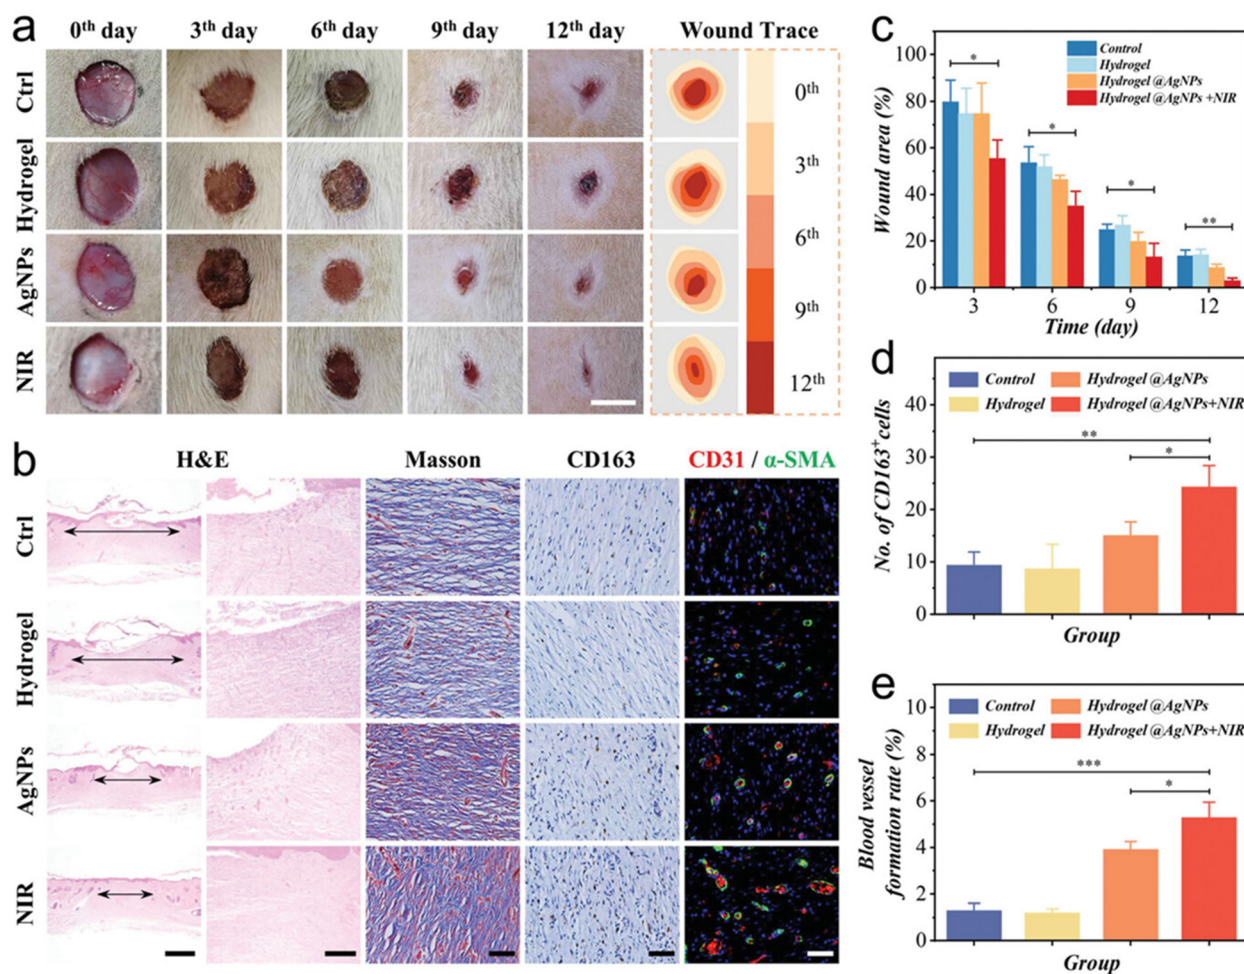 a
0th day 3th day 6th day 9th day 12th day Wound Trace
Ctrl
Hydrogel
AgNPs
NIR
0th
3th
6th
9th
12th
b
H&E Masson CD163 CD31 / α-SMA
Ctrl
Hydrogel
AgNPs
NIR
c
Wound area (%)
100
80
60
40
20
0
Control
Hydrogel
Hydrogel @AgNPs
Hydrogel @AgNPs +NIR
* * * **
3 6 9 12
Time (day)
d
No. of CD163+cells
40
30
20
10
0
Control Hydrogel @AgNPs
Hydrogel Hydrogel @AgNPs+NIR
**
*
Group
e
Blood vessel
formation rate (%)
10
8
6
4
2
0
Control Hydrogel @AgNPs
Hydrogel Hydrogel @AgNPs+NIR
***
*
Group